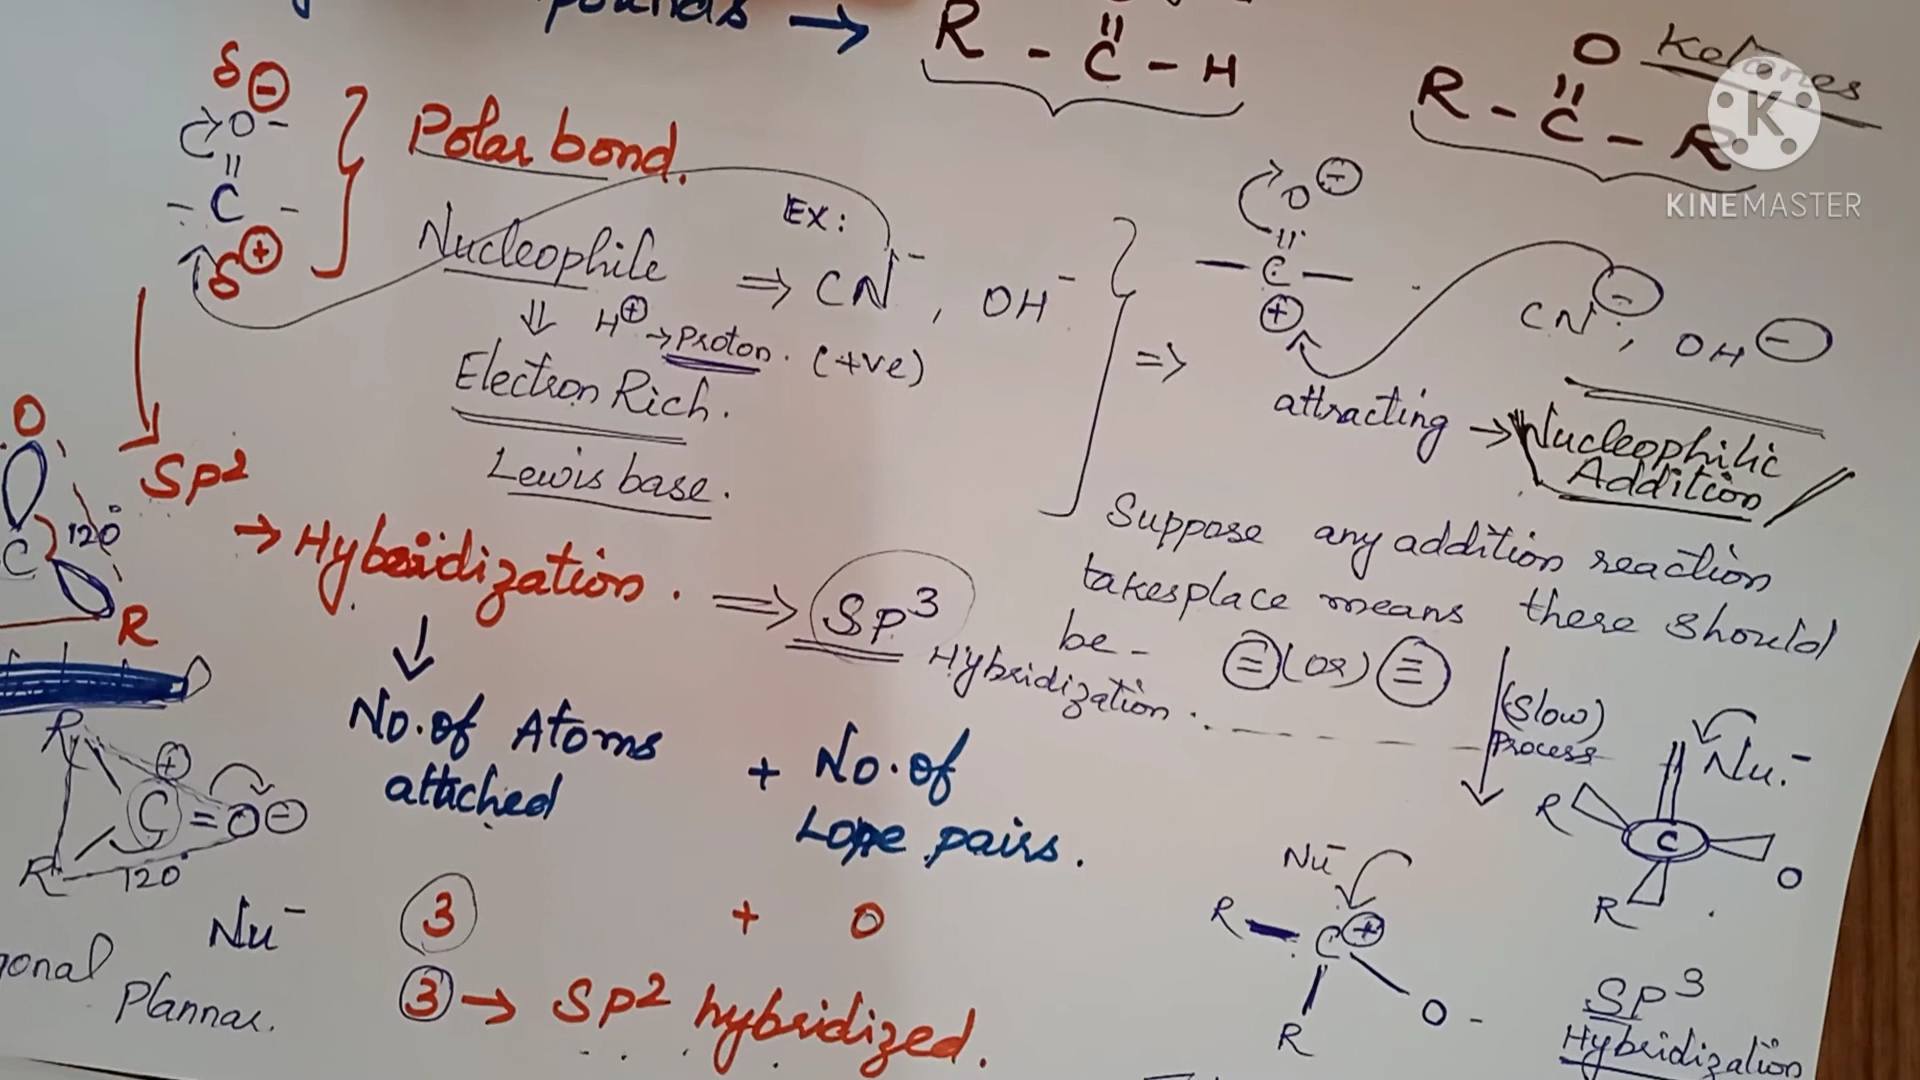 R - C - H
O Ketones
R - C - R
KINEMASTER
δ⊖
O
C
δ⊕
Polar bond.
Nucleophile ⇒
EX:
CN⁻, OH⁻
⇓ H⊕ → Proton. (+ve)
Electron Rich.
Lewis base.
O⊖
C
⊕
⇒
CN⊖, OH⊖
attracting → Nucleophilic
Addition
Suppose any addition reaction
takesplace means there should
be - = (or) ≡
O
C
120°
R
SP²
→ Hybridization. ⇒ SP³
Hybridization.
(Slow)
Process
↓
No. of Atoms
attached
+ No. of
Lone pairs.
3 + 0
3 → SP² hybridized.
R
⊕
C = O⊖
R
120°
Nu⁻
gonal
Plannar.
Nu⁻
R
C⊕
R
O -
Nu.⁻
R
C
R
O
SP³
Hybridization